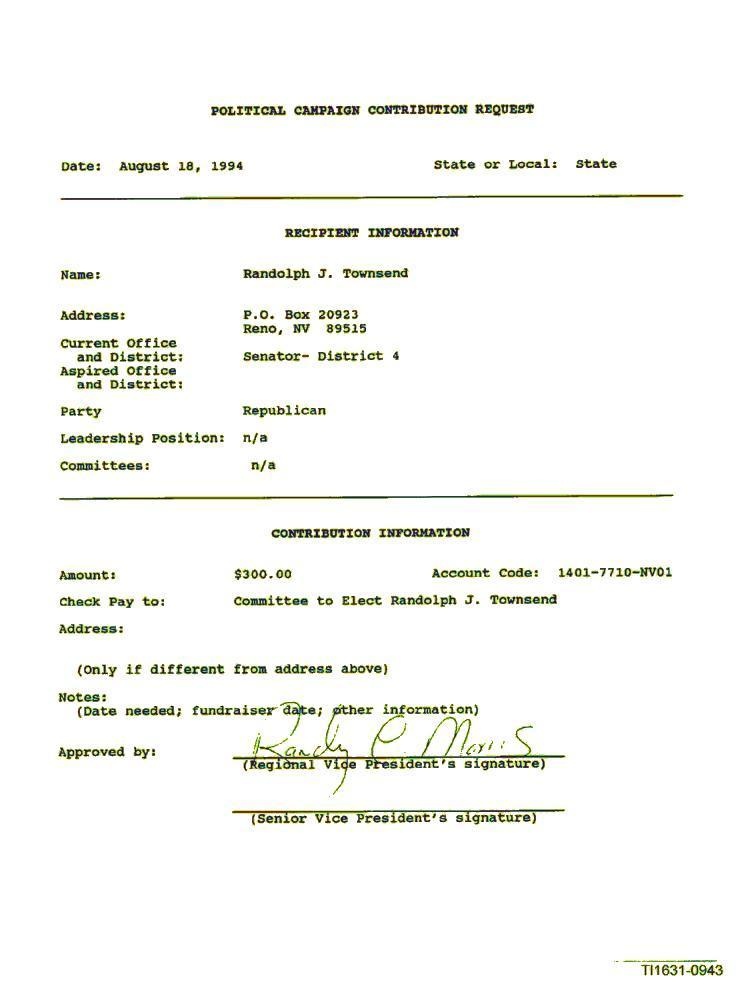 POLITICAL CAMPAIGN CONTRIBUTION REQUEST
Date: August 18, 1994 State or Local: State
RECIPIENT INFORMATION
Name: Randolph J. Townsend
Address: P.O. Box 20923
Reno, NV 89515
Current Office
and District: Senator- District 4
Aspired Office
and District:
Party Republican
Leadership Position: n/a
Committees: n/a
CONTRIBUTION INFORMATION
Amount: $300.00 Account Code: 1401-7710-NV01
Check Pay to: Committee to Elect Randolph J. Townsend
Address:
(Only if different from address above)
Notes:
(Date needed; fundraiser date; other information)
Approved by: Randy C Morris
(Regional Vice President's signature)
(Senior Vice President's signature)
TI1631-0943